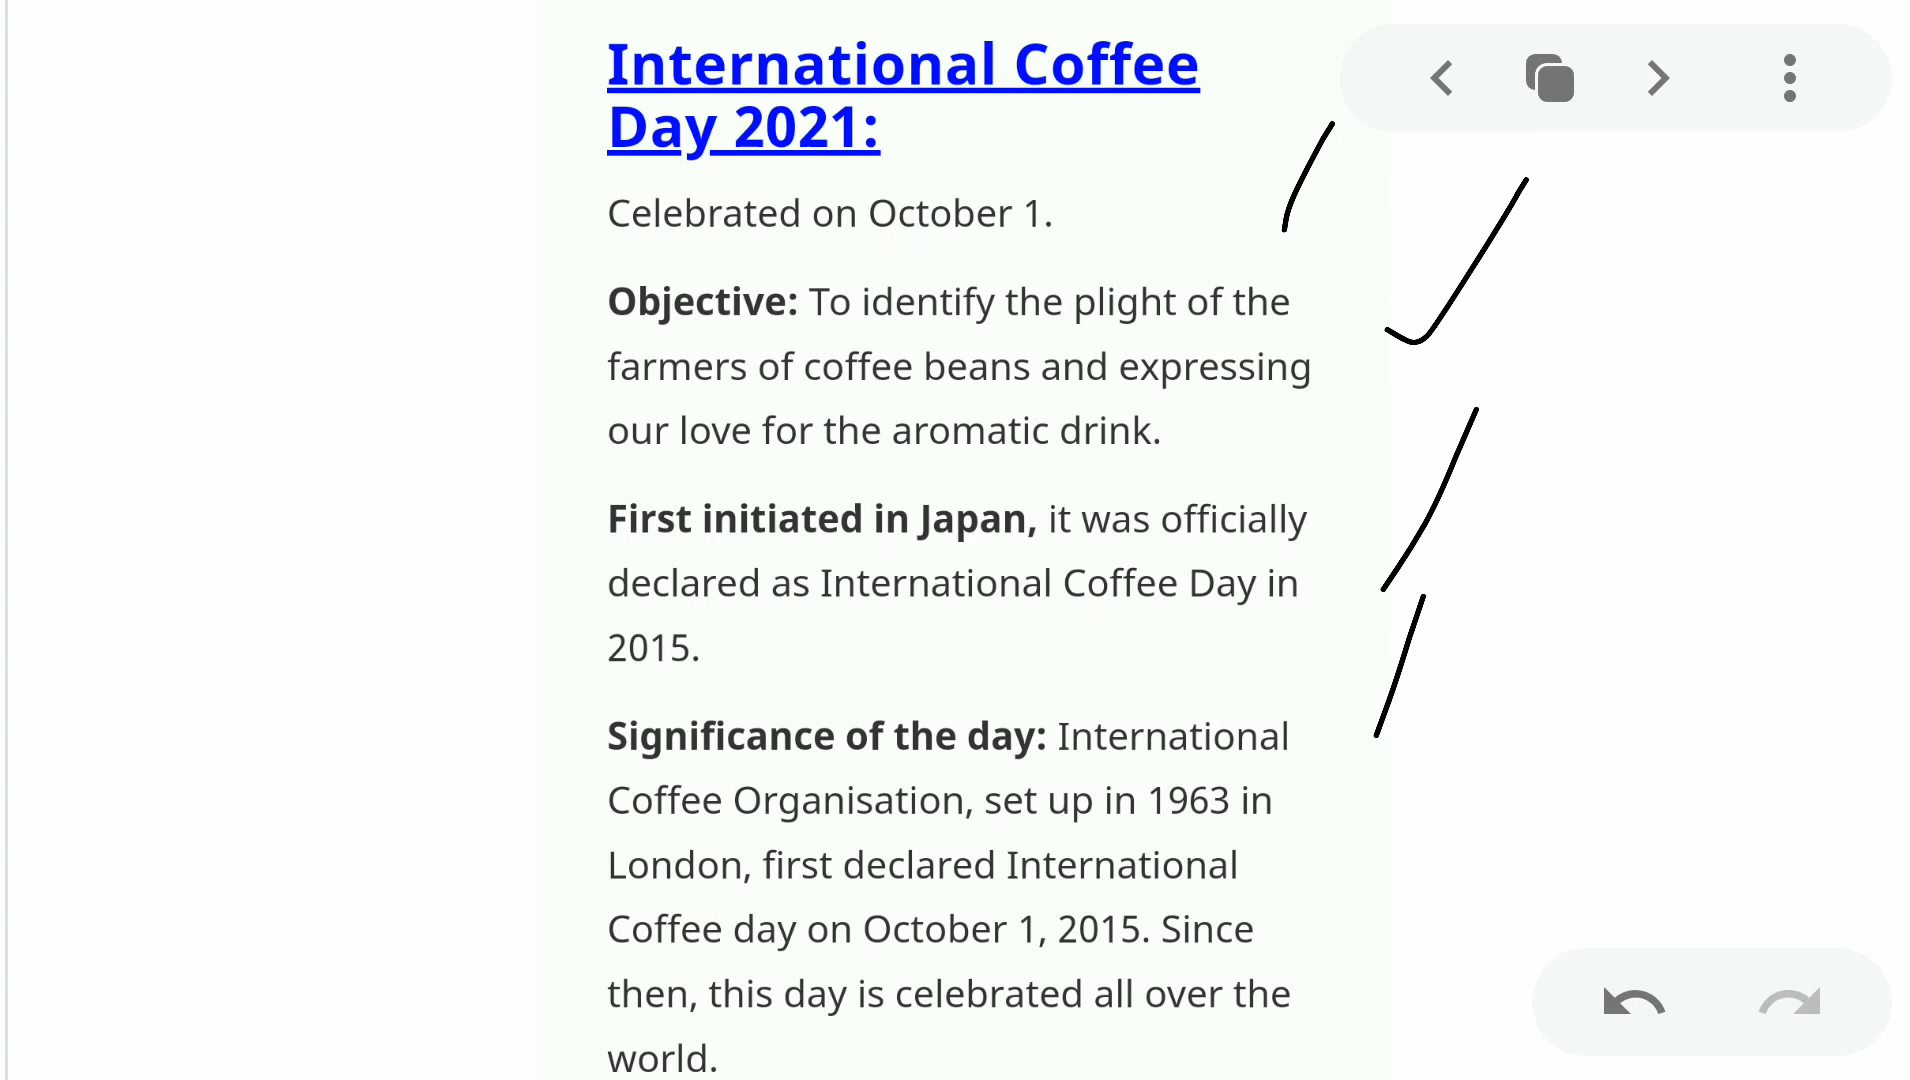 International Coffee
Day 2021:
Celebrated on October 1.
Objective: To identify the plight of the
farmers of coffee beans and expressing
our love for the aromatic drink.
First initiated in Japan, it was officially
declared as International Coffee Day in
2015.
Significance of the day: International
Coffee Organisation, set up in 1963 in
London, first declared International
Coffee day on October 1, 2015. Since
then, this day is celebrated all over the
world.